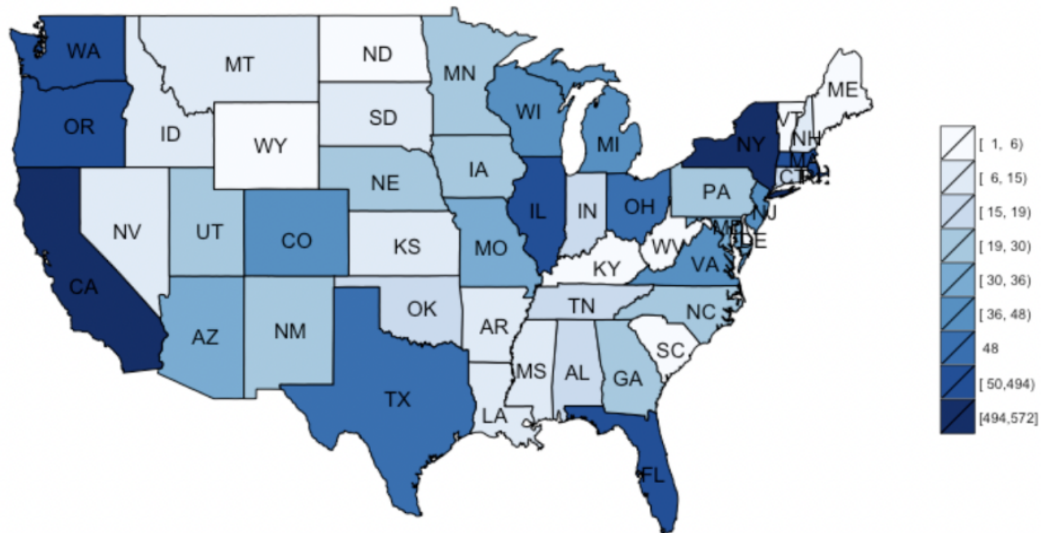 WA
MT
ND
MN
ME
VT
NH
OR
ID
SD
WI
MI
NY
MA
WY
IA
PA
CT
NE
NJ
NV
UT
CO
KS
MO
IL
IN
OH
WV
MD
DE
VA
KY
CA
AZ
NM
OK
AR
TN
NC
SC
MS
AL
GA
TX
LA
FL
[ 1, 6)
[ 6, 15)
[ 15, 19)
[ 19, 30)
[ 30, 36)
[ 36, 48)
48
[ 50,494)
[494,572]